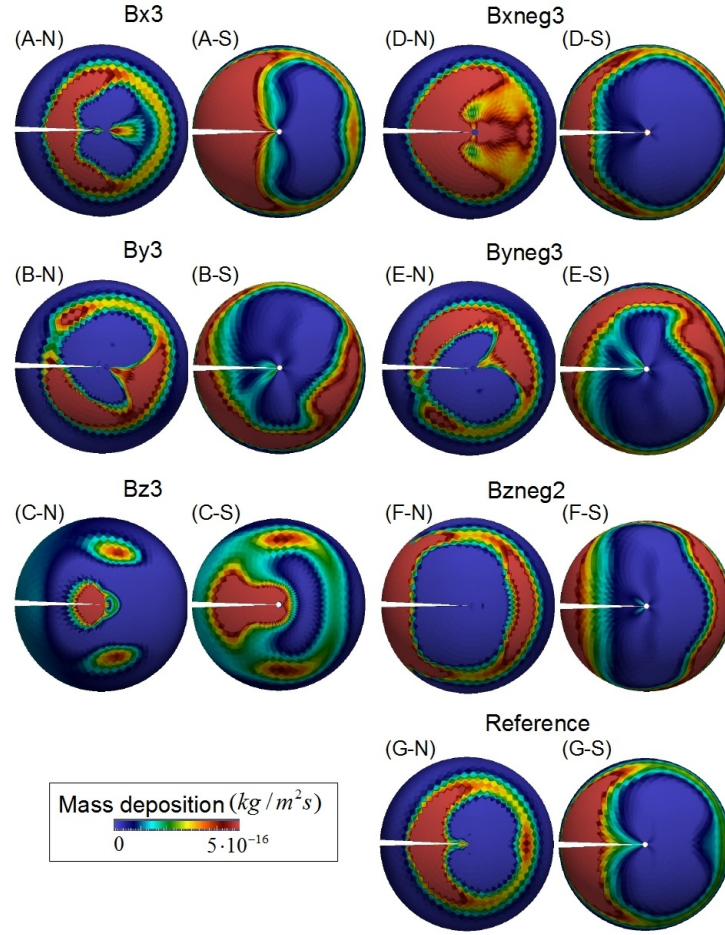 Bx3
Bxneg3
(A-N) (A-S) (D-N) (D-S)
By3
Byneg3
(B-N) (B-S) (E-N) (E-S)
Bz3
Bzneg2
(C-N) (C-S) (F-N) (F-S)
Reference
(G-N) (G-S)
Mass deposition (kg/m²s)
0 5·10⁻¹⁶